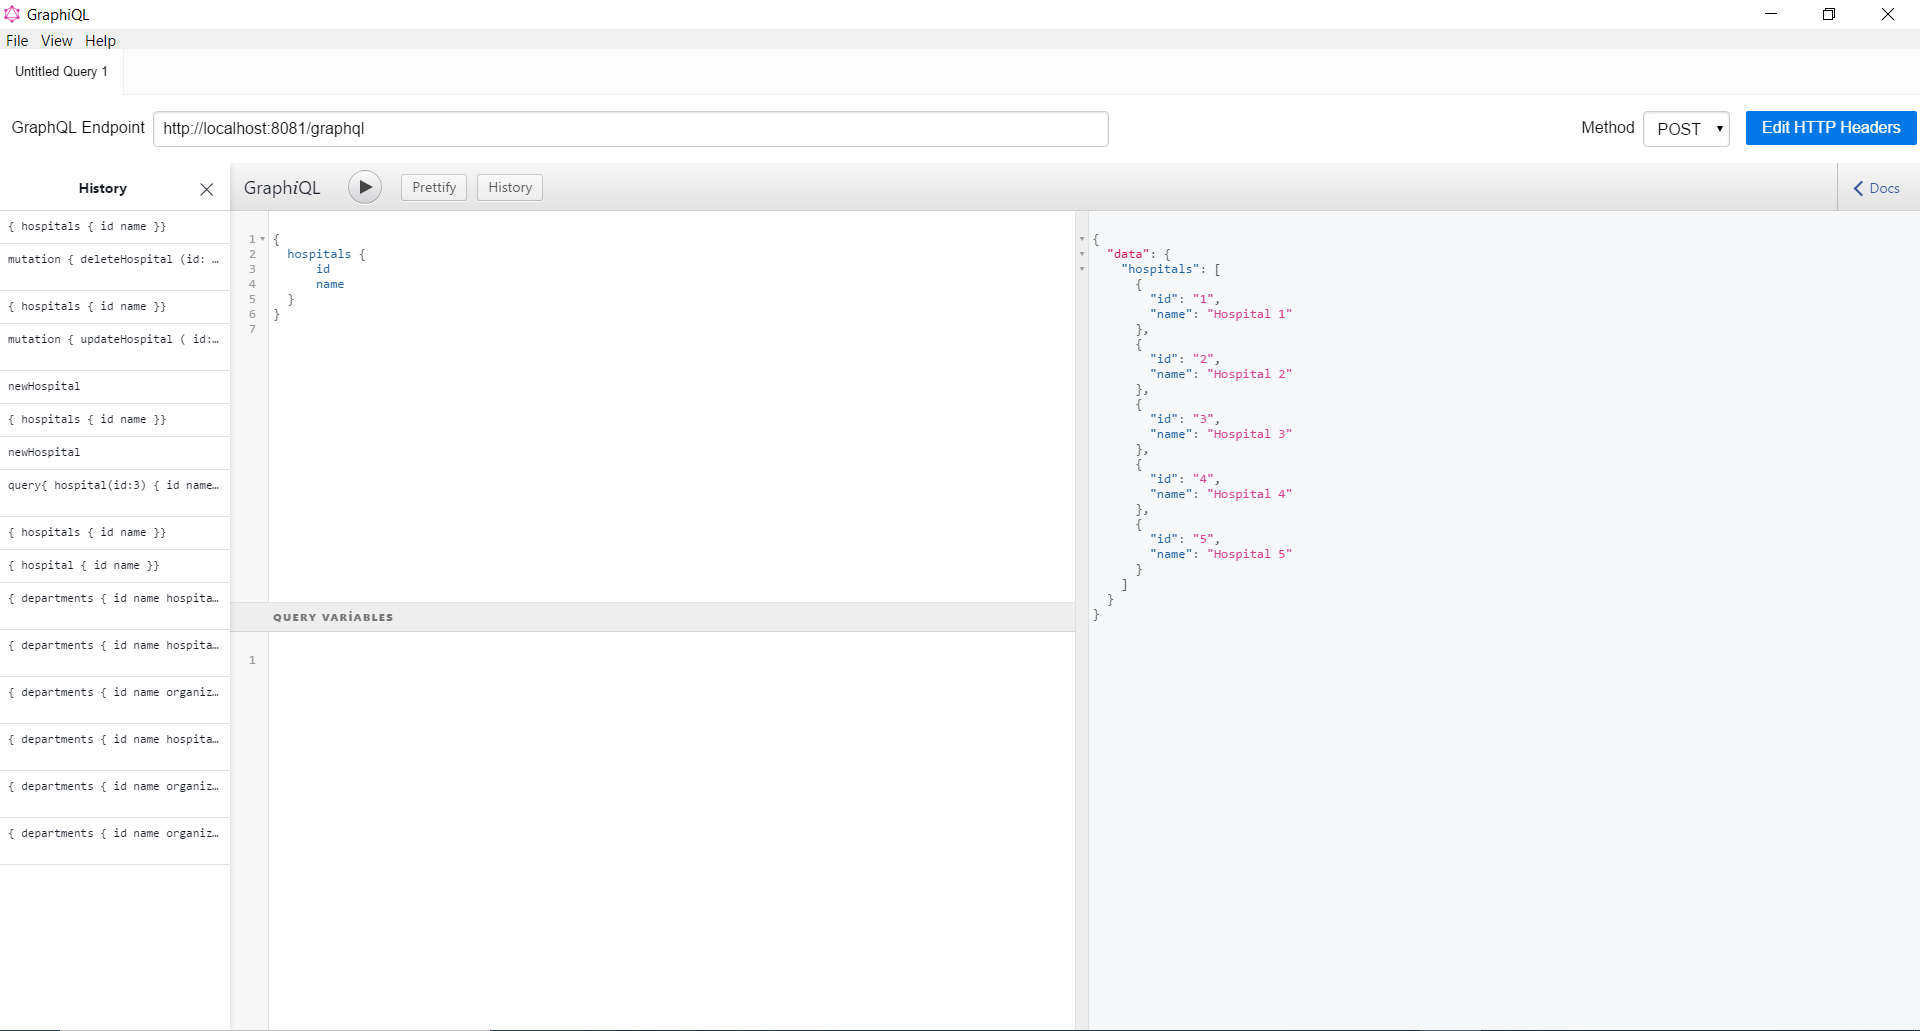 GraphiQL
File View Help
Untitled Query 1
GraphQL Endpoint http://localhost:8081/graphql Method POST Edit HTTP Headers
History
{ hospitals { id name }}
mutation { deleteHospital (id: …
{ hospitals { id name }}
mutation { updateHospital ( id:…
newHospital
{ hospitals { id name }}
newHospital
query{ hospital(id:3) { id name…
{ hospitals { id name }}
{ hospital { id name }}
{ departments { id name hospita…
{ departments { id name hospita…
{ departments { id name organiz…
{ departments { id name hospita…
{ departments { id name organiz…
{ departments { id name organiz…
GraphiQL Prettify History Docs
1 {
2 hospitals {
3 id
4 name
5 }
6 }
7
QUERY VARİABLES
1
{
"data": {
"hospitals": [
{
"id": "1",
"name": "Hospital 1"
},
{
"id": "2",
"name": "Hospital 2"
},
{
"id": "3",
"name": "Hospital 3"
},
{
"id": "4",
"name": "Hospital 4"
},
{
"id": "5",
"name": "Hospital 5"
}
]
}
}